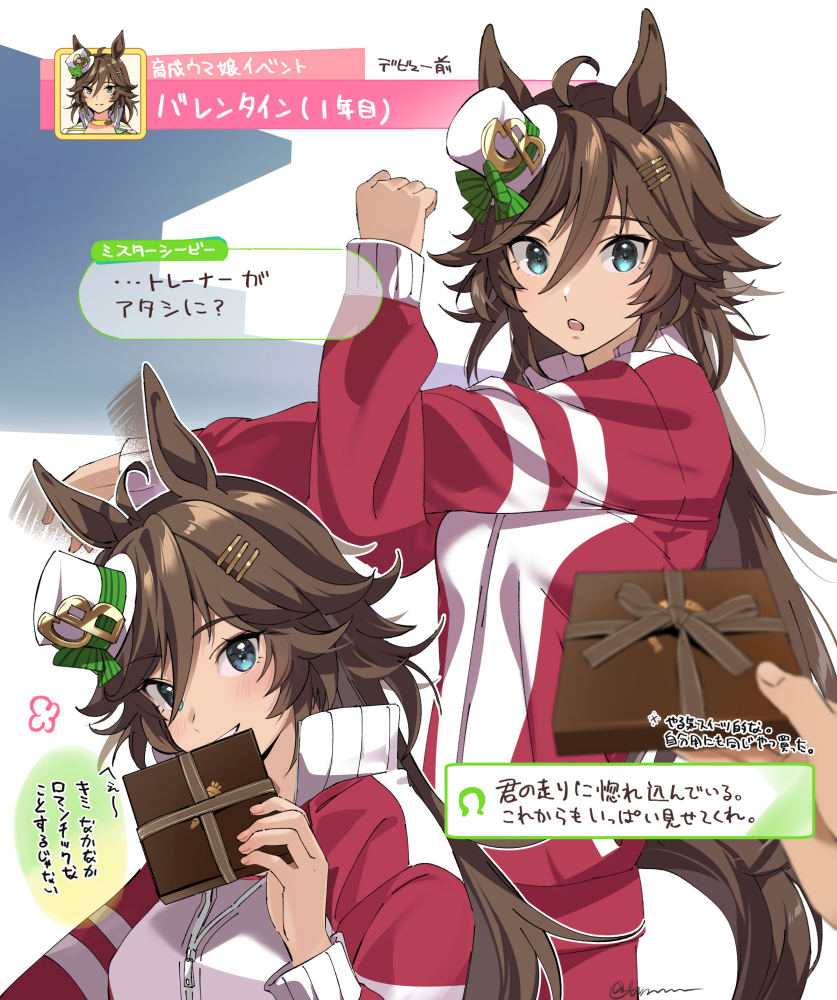 育成ウマ娘イベント
デビュー前
バレンタイン(1年目)
ミスターシービー
・・・トレーナーが
アタシに?
CB
※やる気スイーツ的な。
自分用にも同じやつ買った。
君の走りに惚れ込んでいる。
これからもいっぱい見せてくれ。
CB
へぇ〜
キミ なかなか
ロマンチックな
ことするじゃない